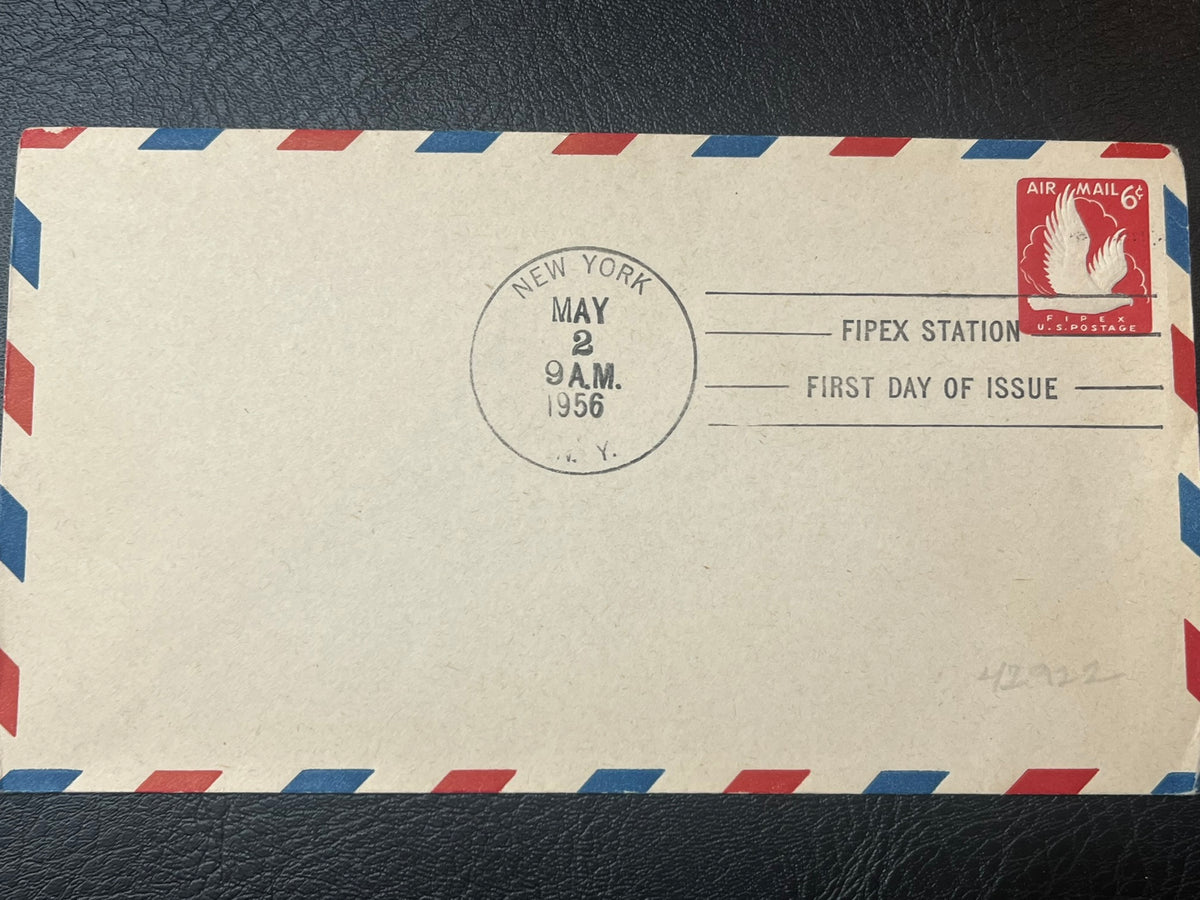 AIR MAIL 6¢
FIPEX
U.S. POSTAGE
NEW YORK
MAY
2
9 A.M.
1956
N. Y.
FIPEX STATION
FIRST DAY OF ISSUE